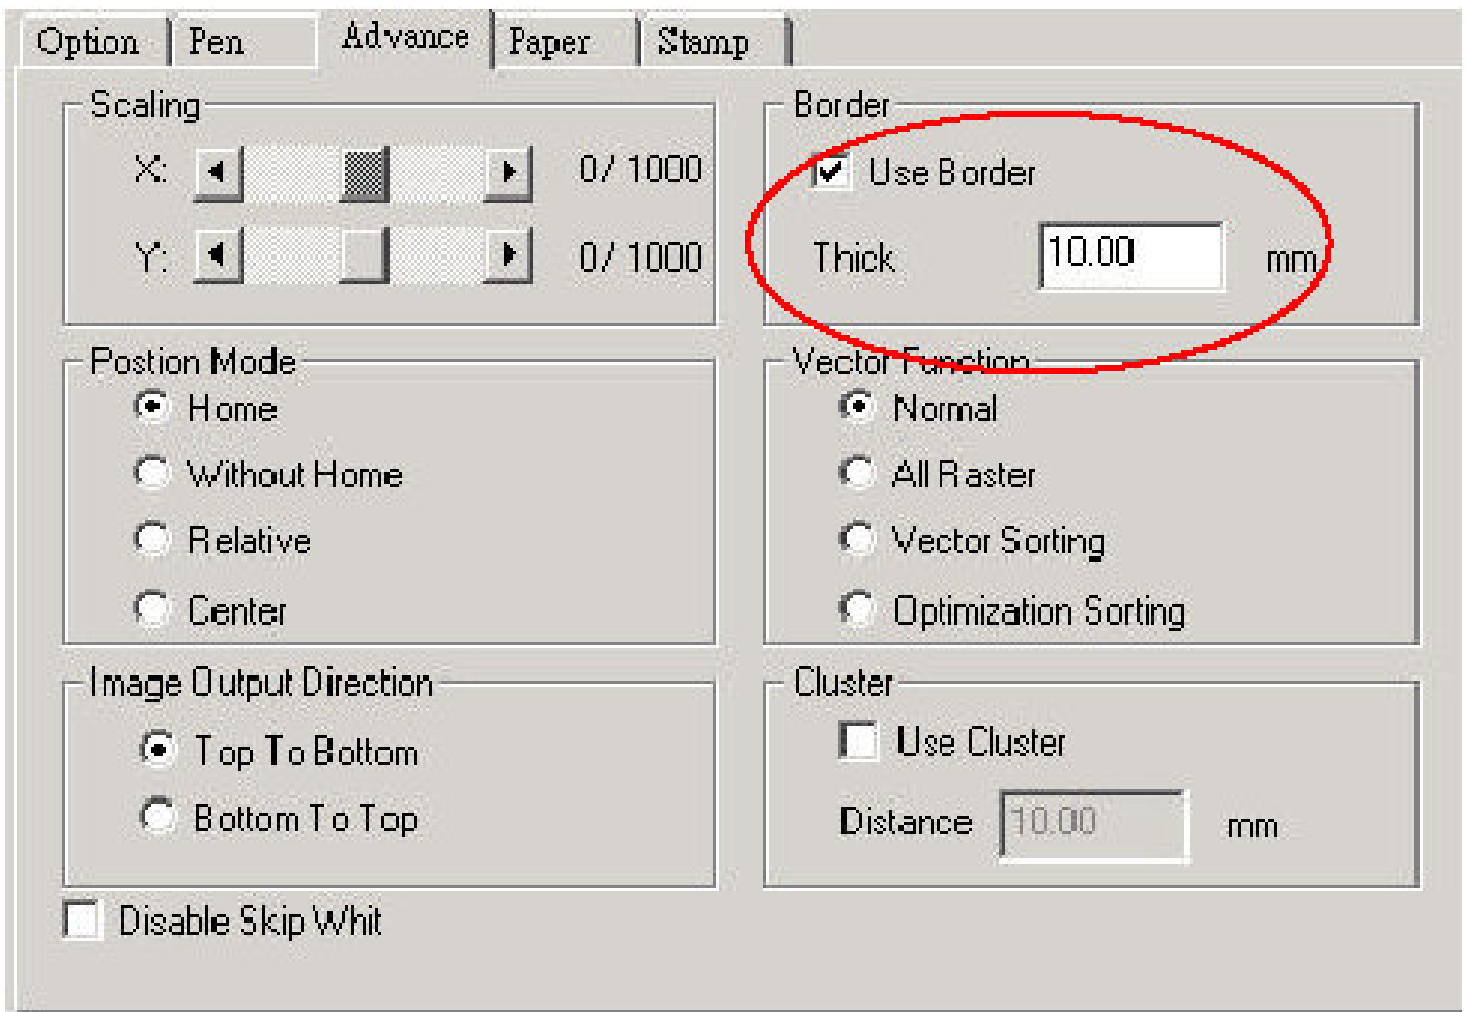 Option Pen Advance Paper Stamp
Scaling
X: 0/ 1000
Y: 0/ 1000
Border
Use Border
Thick 10.00 mm
Postion Mode
Home
Without Home
Relative
Center
Vector Function
Normal
All Raster
Vector Sorting
Optimization Sorting
Image Output Direction
Top To Bottom
Bottom To Top
Cluster
Use Cluster
Distance 10.00 mm
Disable Skip Whit